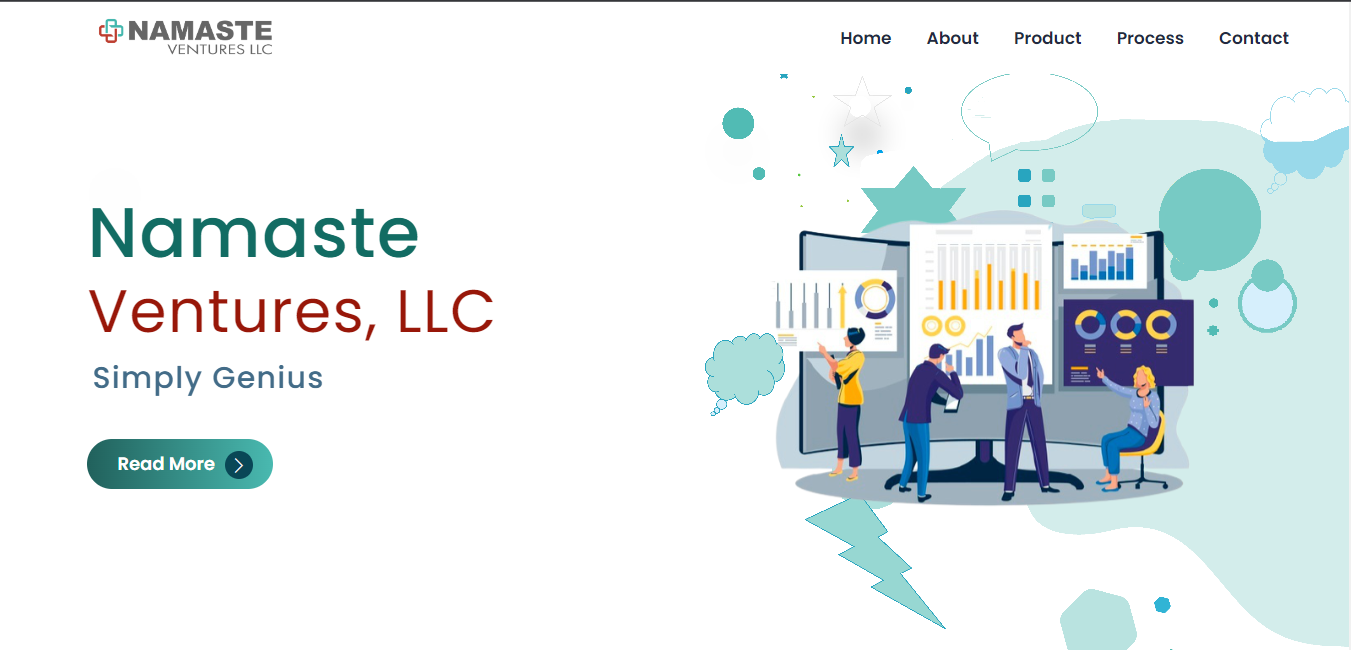 NAMASTE
VENTURES LLC
Home About Product Process Contact
Namaste
Ventures, LLC
Simply Genius
Read More